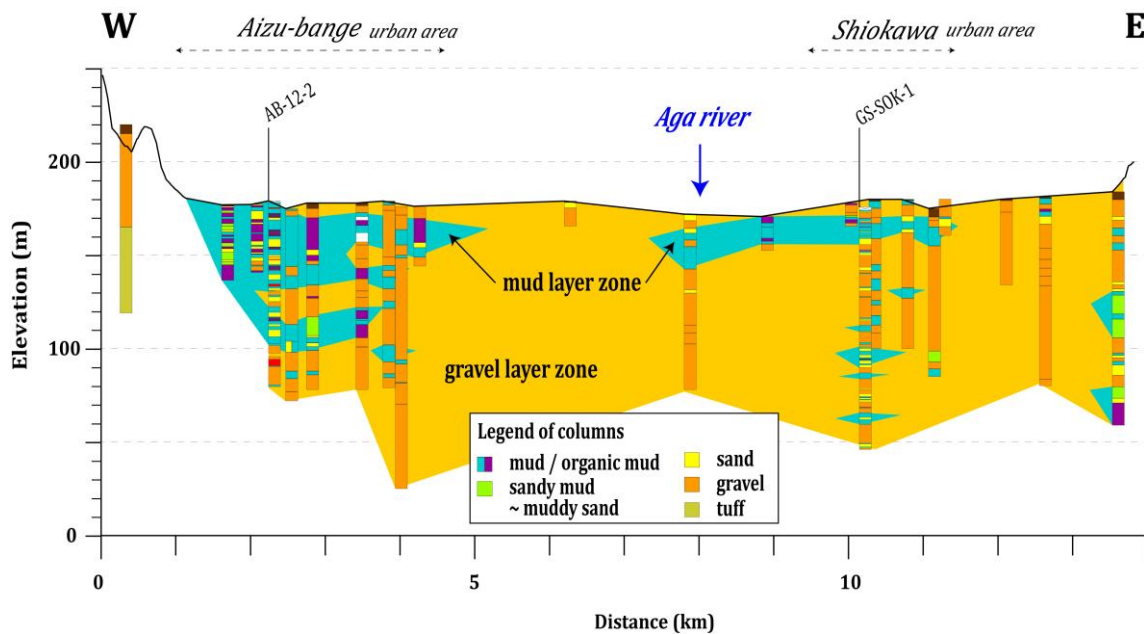 W
E
Aizu-bange urban area
Shiokawa urban area
AB-12-2
Aga river
GS-SOK-1
Elevation (m)
200
100
0
mud layer zone
gravel layer zone
Legend of columns
mud / organic mud
sandy mud
~ muddy sand
sand
gravel
tuff
0
5
10
Distance (km)